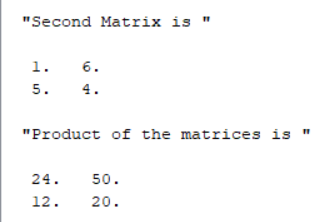 "Second Matrix is "
1. 6.
5. 4.
"Product of the matrices is "
24. 50.
12. 20.